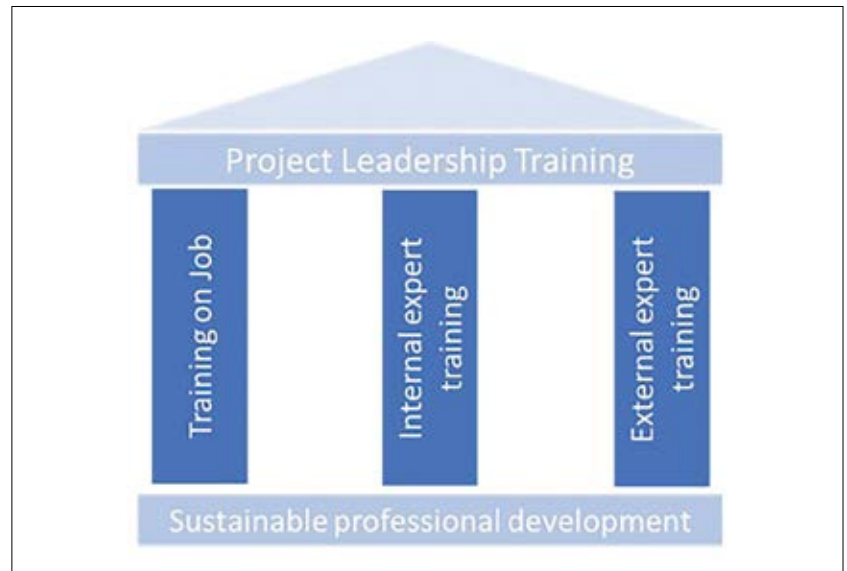 Project Leadership Training
Training on Job
Internal expert
training
External expert
training
Sustainable professional development